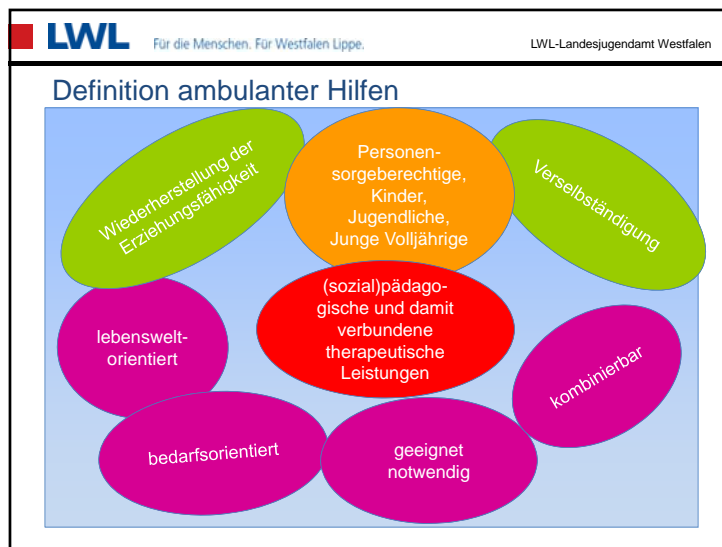 LWL
Für die Menschen. Für Westfalen Lippe.
LWL-Landesjugendamt Westfalen
Definition ambulanter Hilfen
Wiederherstellung der
Erziehungsfähigkeit
Personen-
sorgeberechtige,
Kinder,
Jugendliche,
Junge Volljährige
Verselbständigung
(sozial)pädago-
gische und damit
verbundene
therapeutische
Leistungen
lebenswelt-
orientiert
kombinierbar
bedarfsorientiert
geeignet
notwendig